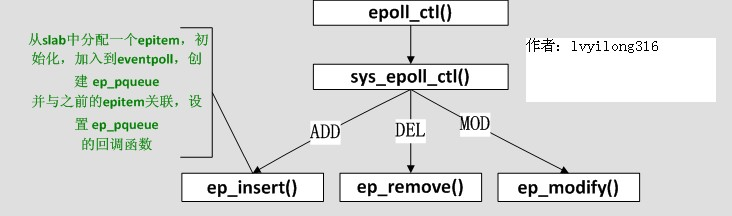 epoll_ctl()
从slab中分配一个epitem，初
始化，加入到eventpoll，创
建 ep_pqueue
并与之前的epitem关联，设
置 ep_pqueue
的回调函数
作者：lvyilong316
sys_epoll_ctl()
ADD
DEL
MOD
ep_insert()
ep_remove()
ep_modify()